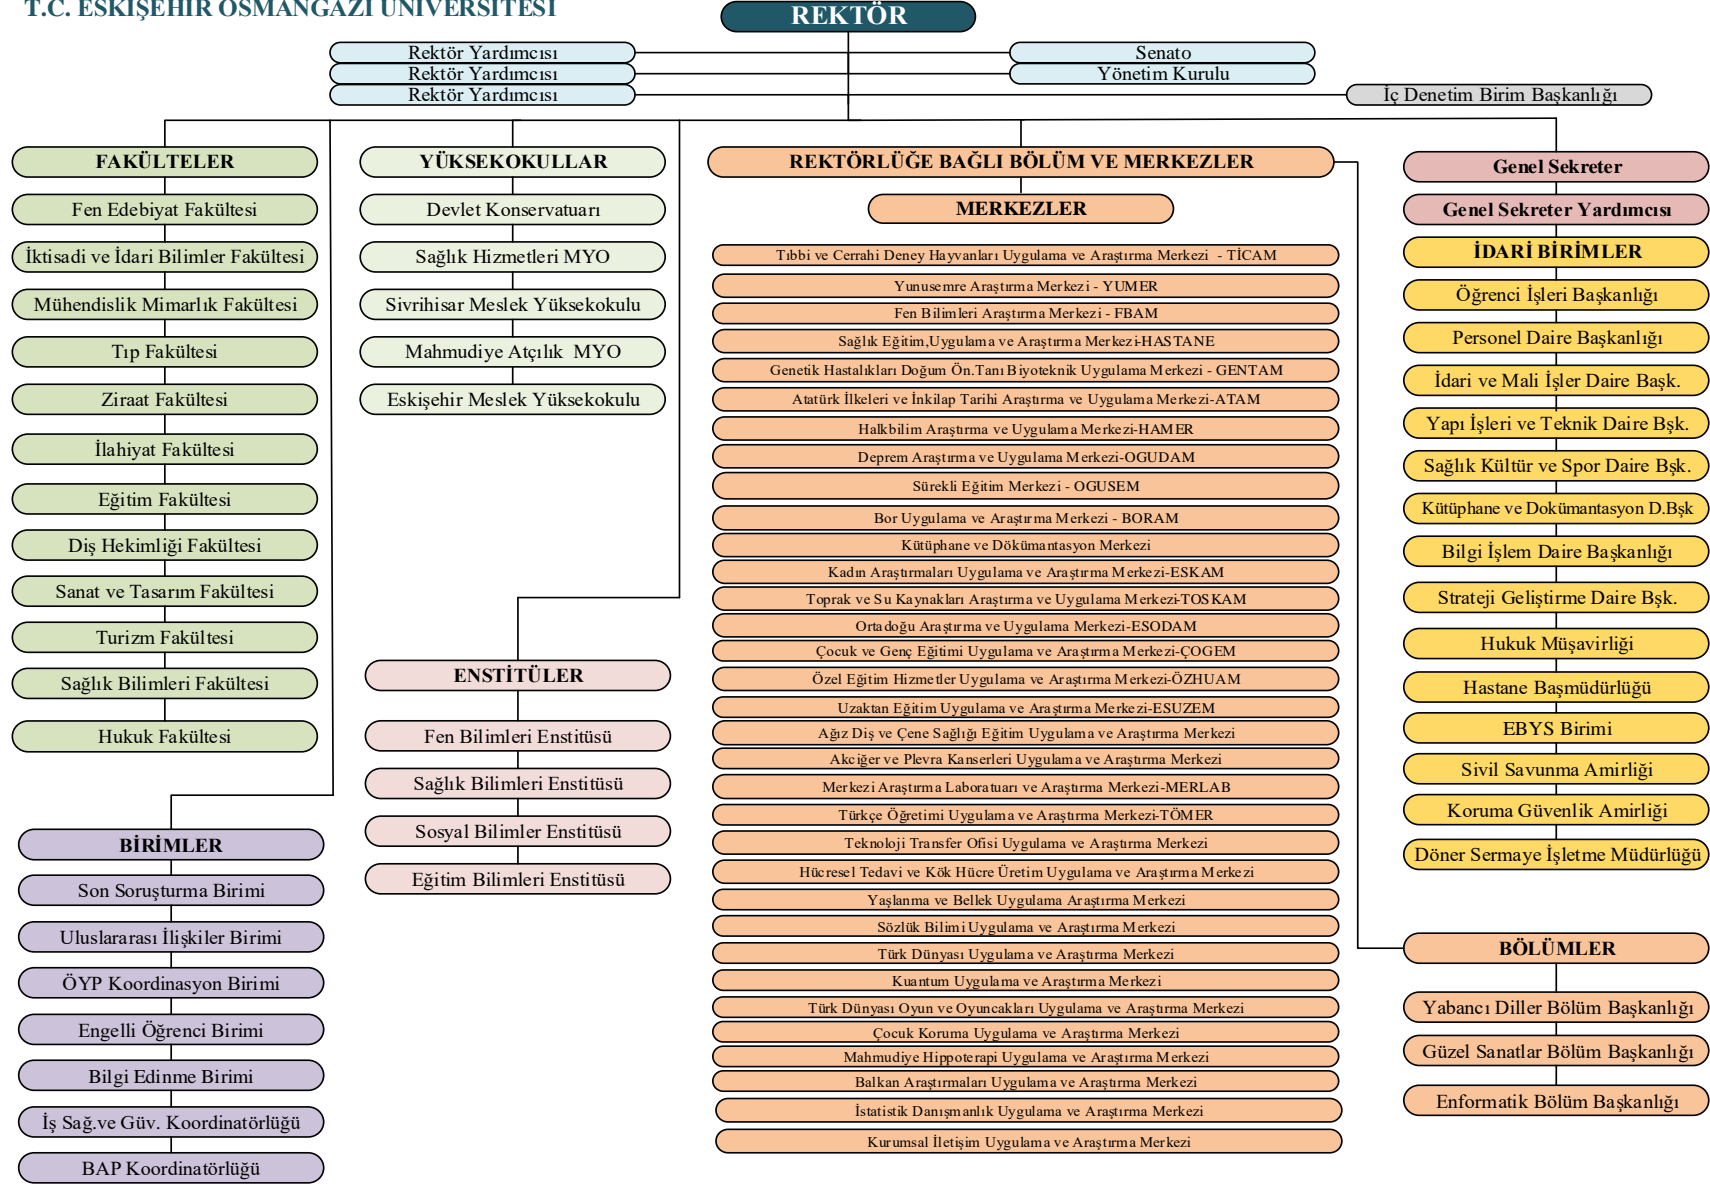 T.C. ESKİŞEHİR OSMANGAZİ ÜNİVERSİTESİ
REKTÖR
Rektör Yardımcısı
Rektör Yardımcısı
Rektör Yardımcısı
Senato
Yönetim Kurulu
İç Denetim Birim Başkanlığı
FAKÜLTELER
Fen Edebiyat Fakültesi
İktisadi ve İdari Bilimler Fakültesi
Mühendislik Mimarlık Fakültesi
Tıp Fakültesi
Ziraat Fakültesi
İlahiyat Fakültesi
Eğitim Fakültesi
Diş Hekimliği Fakültesi
Sanat ve Tasarım Fakültesi
Turizm Fakültesi
Sağlık Bilimleri Fakültesi
Hukuk Fakültesi
BİRİMLER
Son Soruşturma Birimi
Uluslararası İlişkiler Birimi
ÖYP Koordinasyon Birimi
Engelli Öğrenci Birimi
Bilgi Edinme Birimi
İş Sağ.ve Güv. Koordinatörlüğü
BAP Koordinatörlüğü
YÜKSEKOKULLAR
Devlet Konservatuarı
Sağlık Hizmetleri MYO
Sivrihisar Meslek Yüksekokulu
Mahmudiye Atçılık MYO
Eskişehir Meslek Yüksekokulu
ENSTİTÜLER
Fen Bilimleri Enstitüsü
Sağlık Bilimleri Enstitüsü
Sosyal Bilimler Enstitüsü
Eğitim Bilimleri Enstitüsü
REKTÖRLÜĞE BAĞLI BÖLÜM VE MERKEZLER
MERKEZLER
Tıbbi ve Cerrahi Deney Hayvanları Uygulama ve Araştırma Merkezi - TİCAM
Yunusemre Araştırma Merkezi - YUMER
Fen Bilimleri Araştırma Merkezi - FBAM
Sağlık Eğitim,Uygulama ve Araştırma Merkezi-HASTANE
Genetik Hastalıkları Doğum Ön.Tanı Biyoteknik Uygulama Merkezi - GENTAM
Atatürk İlkeleri ve İnkilap Tarihi Araştırma ve Uygulama Merkezi-ATAM
Halkbilim Araştırma ve Uygulama Merkezi-HAMER
Deprem Araştırma ve Uygulama Merkezi-OGUDAM
Sürekli Eğitim Merkezi - OGUSEM
Bor Uygulama ve Araştırma Merkezi - BORAM
Kütüphane ve Dökümantasyon Merkezi
Kadın Araştırmaları Uygulama ve Araştırma Merkezi-ESKAM
Toprak ve Su Kaynakları Araştırma ve Uygulama Merkezi-TOSKAM
Ortadoğu Araştırma ve Uygulama Merkezi-ESODAM
Çocuk ve Genç Eğitimi Uygulama ve Araştırma Merkezi-ÇOGEM
Özel Eğitim Hizmetler Uygulama ve Araştırma Merkezi-ÖZHUAM
Uzaktan Eğitim Uygulama ve Araştırma Merkezi-ESUZEM
Ağız Diş ve Çene Sağlığı Eğitim Uygulama ve Araştırma Merkezi
Akciğer ve Plevra Kanserleri Uygulama ve Araştırma Merkezi
Merkezi Araştırma Laboratuarı ve Araştırma Merkezi-MERLAB
Türkçe Öğretimi Uygulama ve Araştırma Merkezi-TÖMER
Teknoloji Transfer Ofisi Uygulama ve Araştırma Merkezi
Hücresel Tedavi ve Kök Hücre Üretim Uygulama ve Araştırma Merkezi
Yaşlanma ve Bellek Uygulama Araştırma Merkezi
Sözlük Bilimi Uygulama ve Araştırma Merkezi
Türk Dünyası Uygulama ve Araştırma Merkezi
Kuantum Uygulama ve Araştırma Merkezi
Türk Dünyası Oyun ve Oyuncakları Uygulama ve Araştırma Merkezi
Çocuk Koruma Uygulama ve Araştırma Merkezi
Mahmudiye Hippoterapi Uygulama ve Araştırma Merkezi
Balkan Araştırmaları Uygulama ve Araştırma Merkezi
İstatistik Danışmanlık Uygulama ve Araştırma Merkezi
Kurumsal İletişim Uygulama ve Araştırma Merkezi
Genel Sekreter
Genel Sekreter Yardımcısı
İDARİ BİRIMLER
Öğrenci İşleri Başkanlığı
Personel Daire Başkanlığı
İdari ve Mali İşler Daire Başk.
Yapı İşleri ve Teknik Daire Bşk.
Sağlık Kültür ve Spor Daire Bşk.
Kütüphane ve Dokümantasyon D.Bşk
Bilgi İşlem Daire Başkanlığı
Strateji Geliştirme Daire Bşk.
Hukuk Müşavirliği
Hastane Başmüdürlüğü
EBYS Birimi
Sivil Savunma Amirliği
Koruma Güvenlik Amirliği
Döner Sermaye İşletme Müdürlüğü
BÖLÜMLER
Yabancı Diller Bölüm Başkanlığı
Güzel Sanatlar Bölüm Başkanlığı
Enformatik Bölüm Başkanlığı